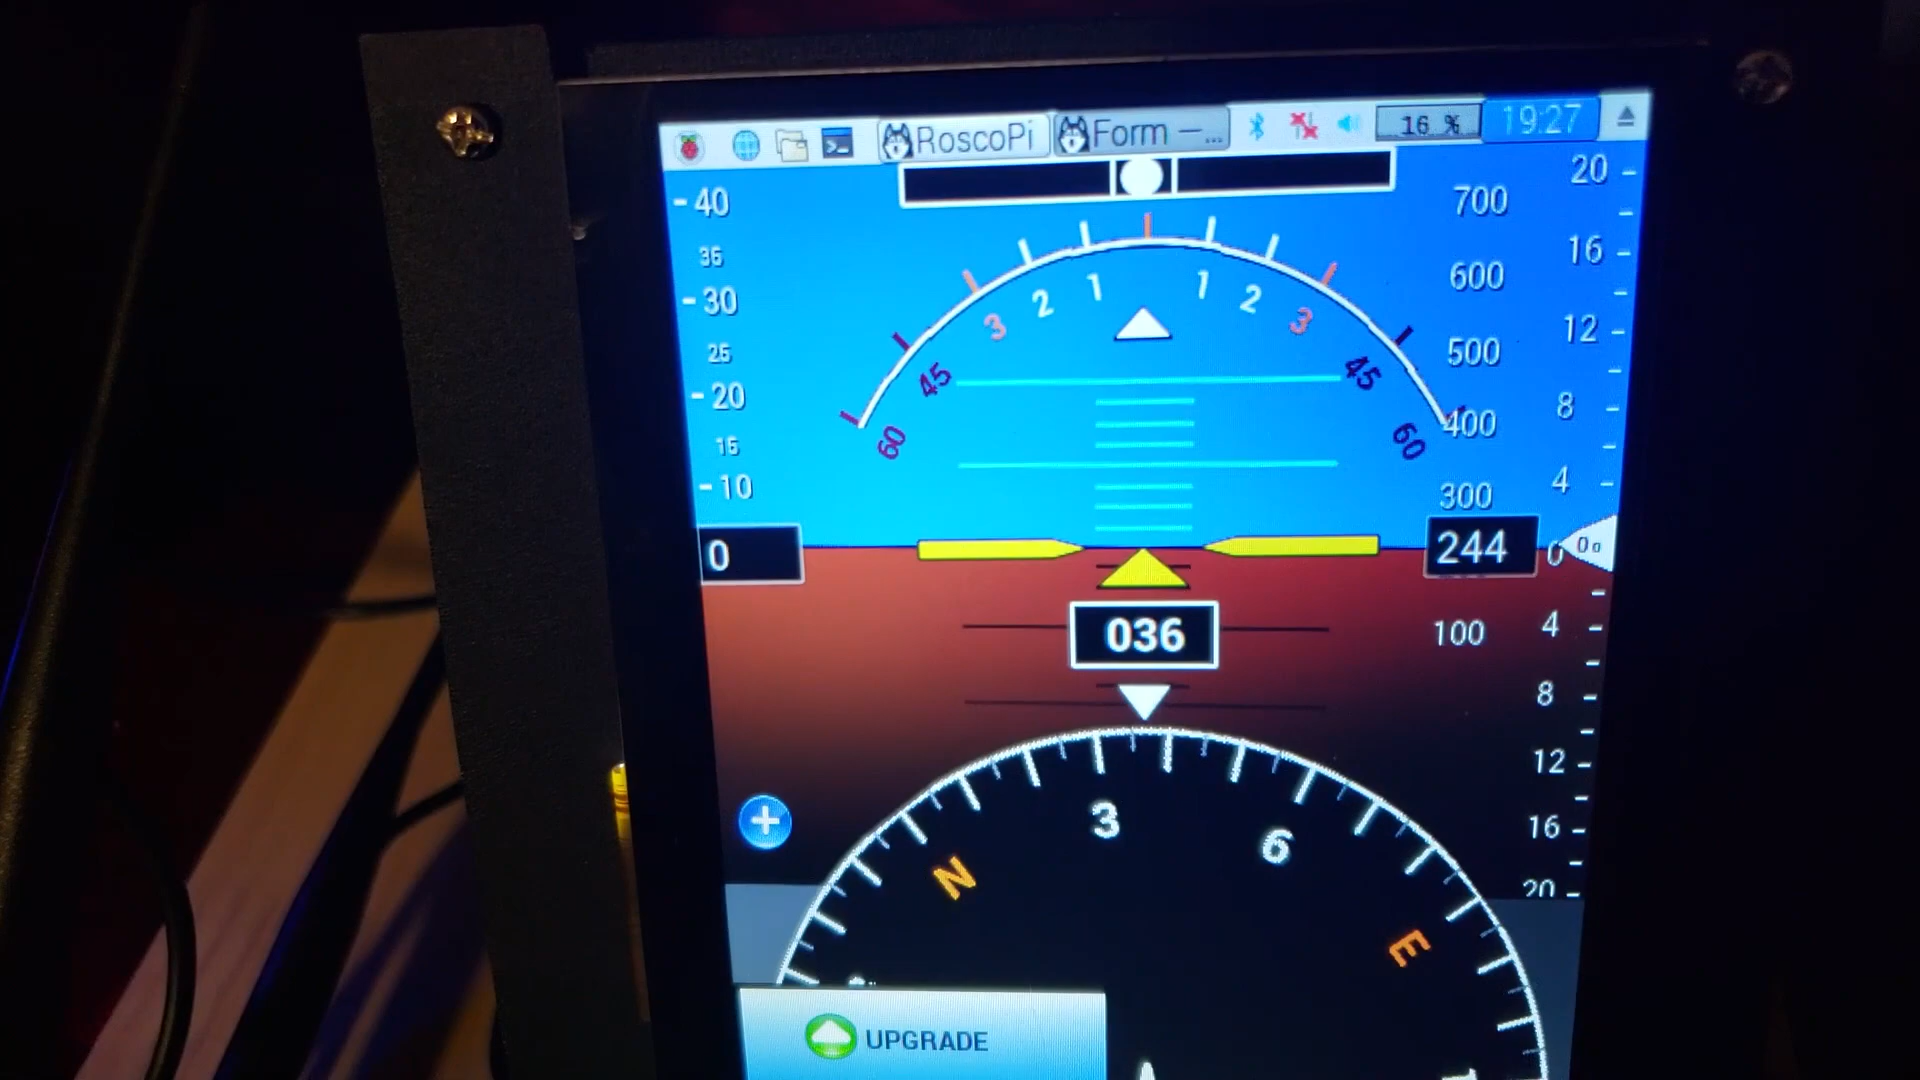 RoscoPi Form – ... 16 % 19:27
40 700 20
35 16
30 1 1 600
3 2 2 3 12
25 45 45 500
20 8
60 60 400
15
10 300 4
0 244 0 0
036 100 4
8
12
3 6 16
N 20
E
UPGRADE